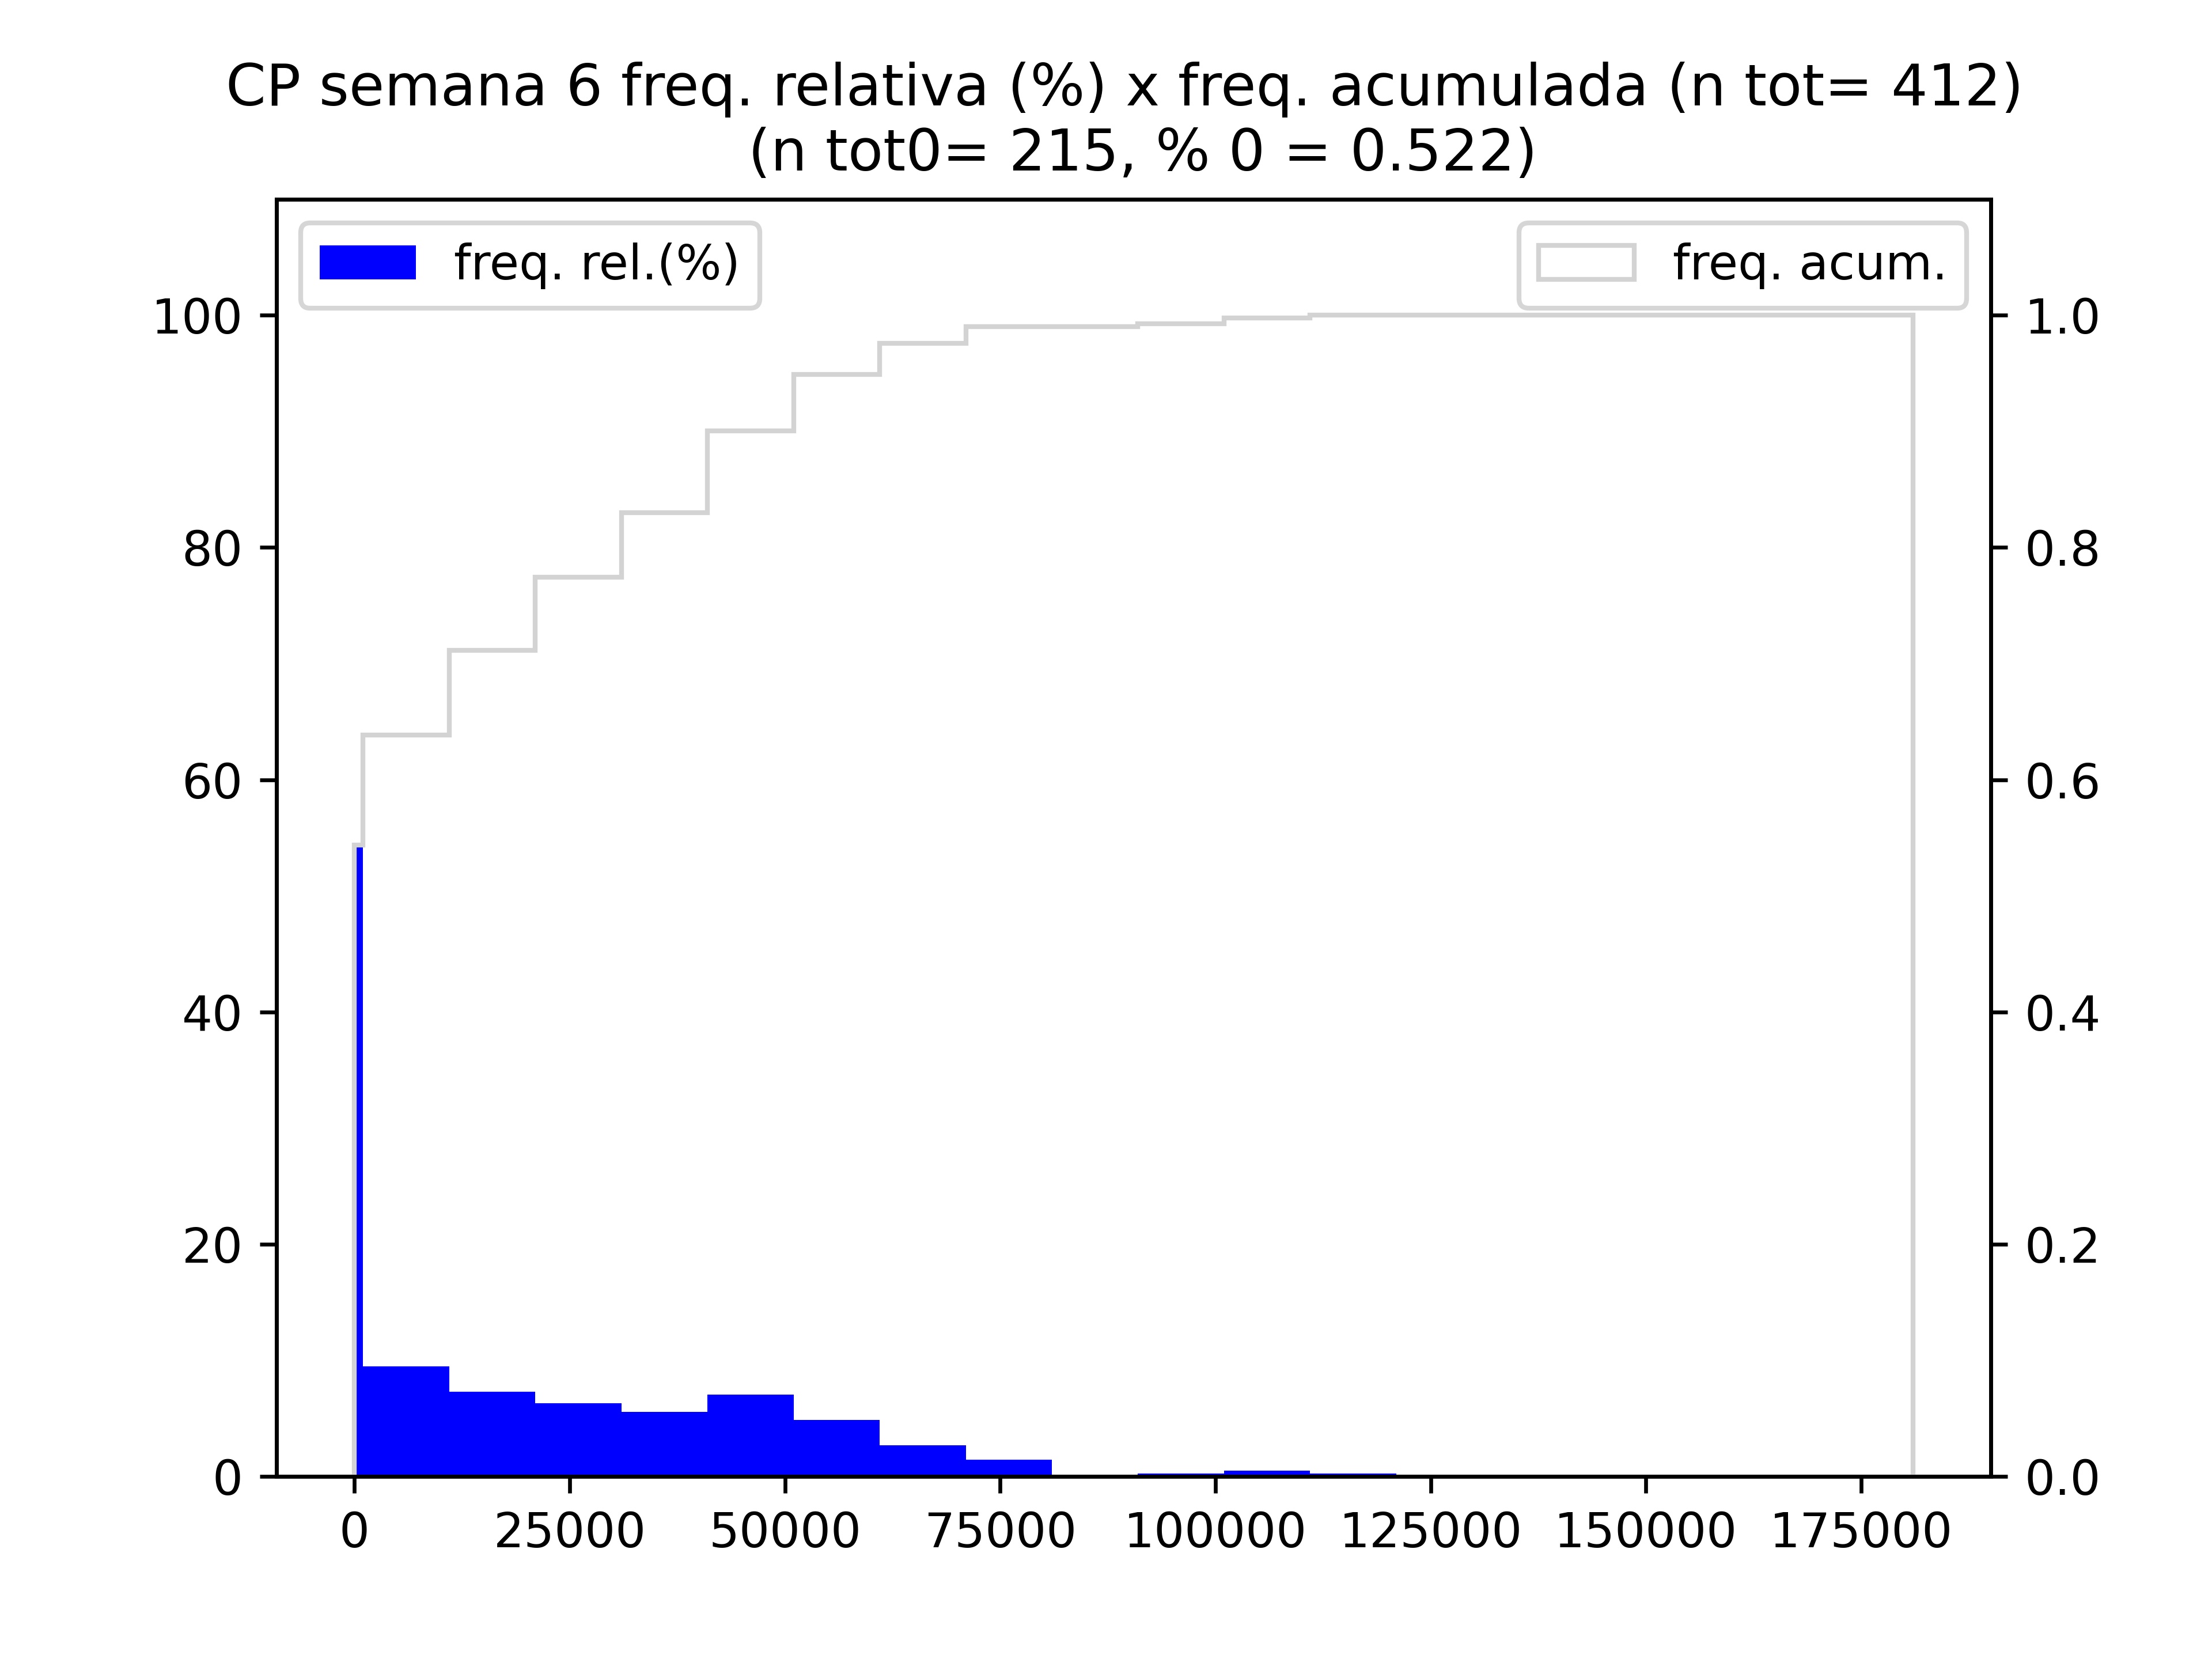 CP semana 6 freq. relativa (%) x freq. acumulada (n tot= 412)
(n tot0= 215, % 0 = 0.522)
freq. rel.(%)
freq. acum.
100
80
60
40
20
0
1.0
0.8
0.6
0.4
0.2
0.0
0 25000 50000 75000 100000 125000 150000 175000